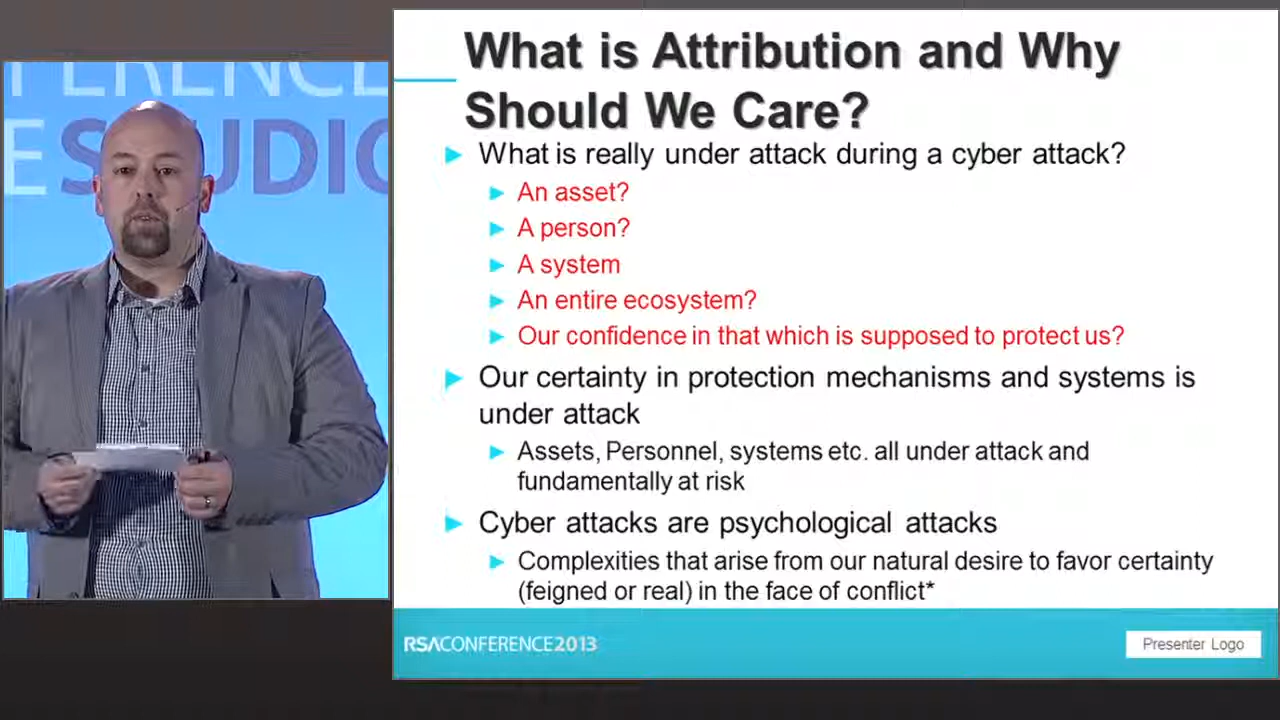 FERENCE
E STUDIO
What is Attribution and Why
Should We Care?
What is really under attack during a cyber attack?
An asset?
A person?
A system
An entire ecosystem?
Our confidence in that which is supposed to protect us?
Our certainty in protection mechanisms and systems is
under attack
Assets, Personnel, systems etc. all under attack and
fundamentally at risk
Cyber attacks are psychological attacks
Complexities that arise from our natural desire to favor certainty
(feigned or real) in the face of conflict*
RSACONFERENCE2013
Presenter Logo